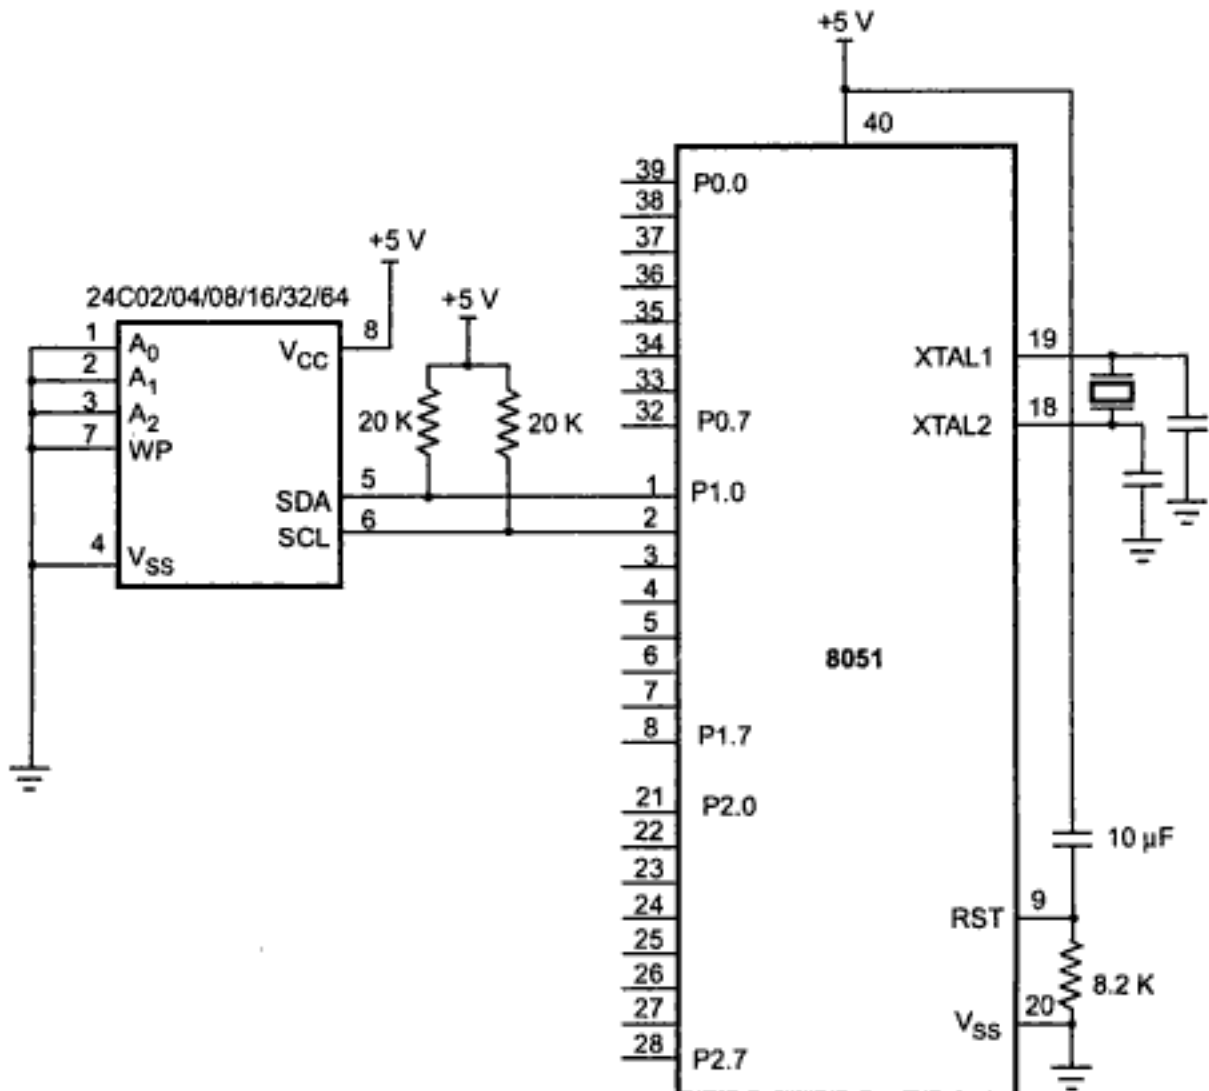 +5 V
40
39 P0.0
38
37
36
35
34
33
32 P0.7
1 P1.0
2
3
4
5
6
7
8 P1.7
21 P2.0
22
23
24
25
26
27
28 P2.7
8051
XTAL1 19
XTAL2 18
10 µF
RST 9
8.2 K
VSS 20
+5 V
+5 V
24C02/04/08/16/32/64
1 A0
2 A1
3 A2
7 WP
4 VSS
VCC 8
SDA 5
SCL 6
20 K
20 K